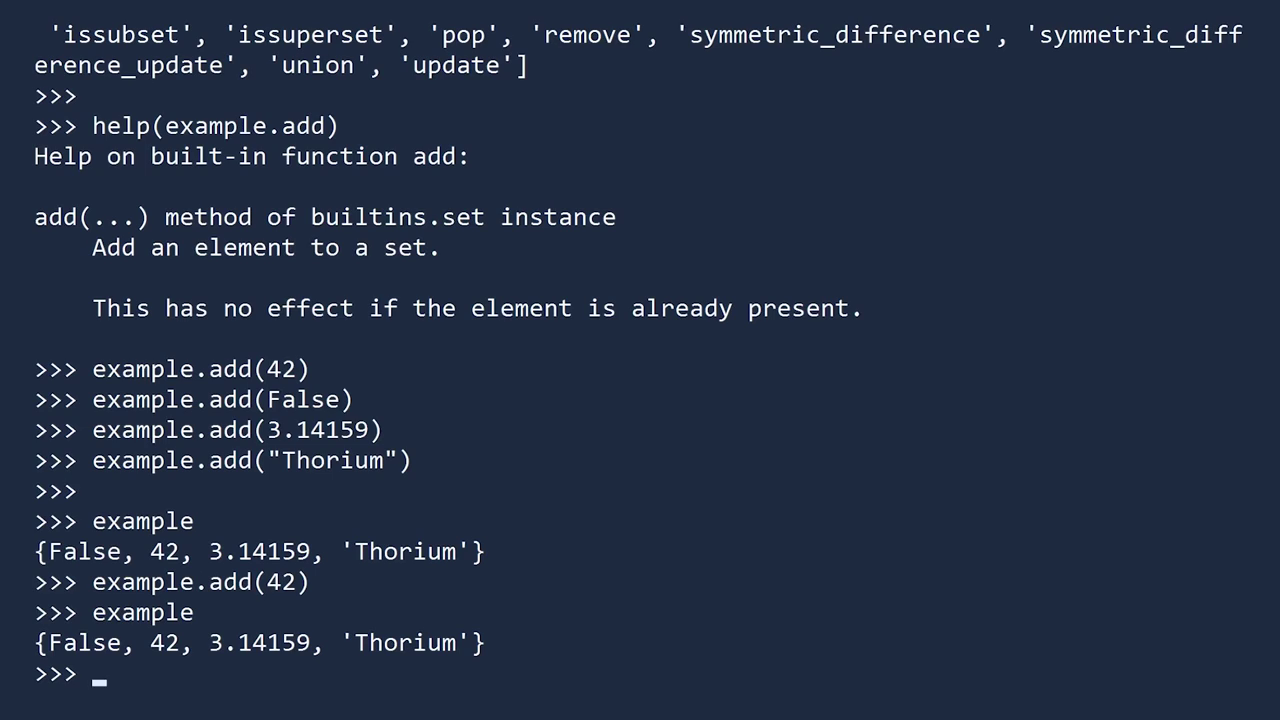 'issubset', 'issuperset', 'pop', 'remove', 'symmetric_difference', 'symmetric_diff
erence_update', 'union', 'update']
>>>
>>> help(example.add)
Help on built-in function add:
add(...) method of builtins.set instance
Add an element to a set.
This has no effect if the element is already present.
>>> example.add(42)
>>> example.add(False)
>>> example.add(3.14159)
>>> example.add("Thorium")
>>>
>>> example
{False, 42, 3.14159, 'Thorium'}
>>> example.add(42)
>>> example
{False, 42, 3.14159, 'Thorium'}
>>> _